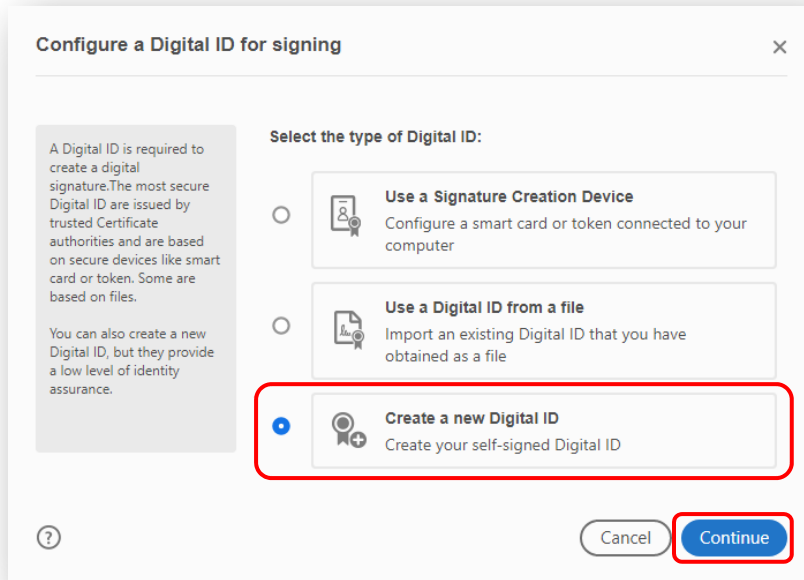 Configure a Digital ID for signing
A Digital ID is required to
create a digital
signature.The most secure
Digital ID are issued by
trusted Certificate
authorities and are based
on secure devices like smart
card or token. Some are
based on files.
You can also create a new
Digital ID, but they provide
a low level of identity
assurance.
Select the type of Digital ID:
Use a Signature Creation Device
Configure a smart card or token connected to your
computer
Use a Digital ID from a file
Import an existing Digital ID that you have
obtained as a file
Create a new Digital ID
Create your self-signed Digital ID
?
Cancel
Continue